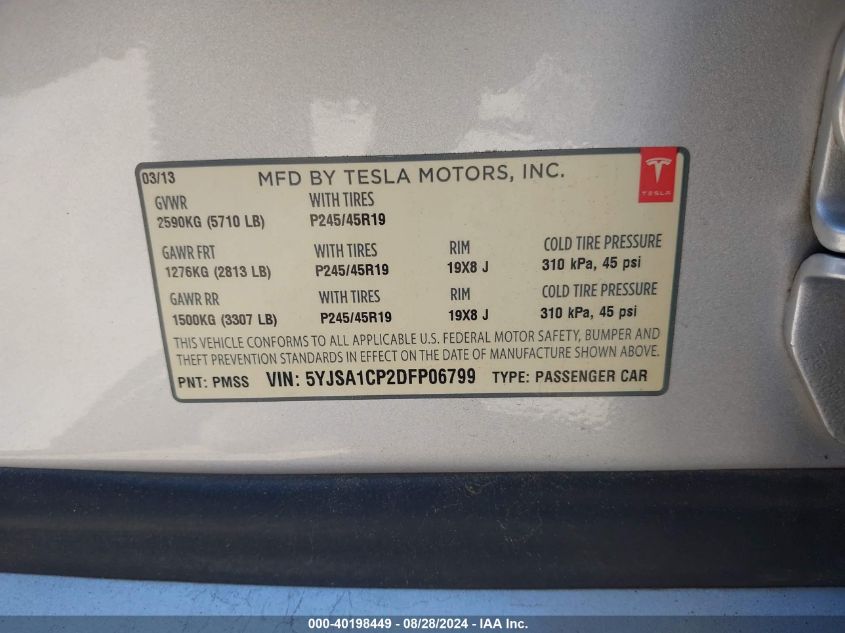 03/13 MFD BY TESLA MOTORS, INC.
TESLA
GVWR WITH TIRES
2590KG (5710 LB) P245/45R19
GAWR FRT WITH TIRES RIM COLD TIRE PRESSURE
1276KG (2813 LB) P245/45R19 19X8 J 310 kPa, 45 psi
GAWR RR WITH TIRES RIM COLD TIRE PRESSURE
1500KG (3307 LB) P245/45R19 19X8 J 310 kPa, 45 psi
THIS VEHICLE CONFORMS TO ALL APPLICABLE U.S. FEDERAL MOTOR SAFETY, BUMPER AND
THEFT PREVENTION STANDARDS IN EFFECT ON THE DATE OF MANUFACTURE SHOWN ABOVE.
PNT: PMSS VIN: 5YJSA1CP2DFP06799 TYPE: PASSENGER CAR
000-40198449 - 08/28/2024 - IAA Inc.